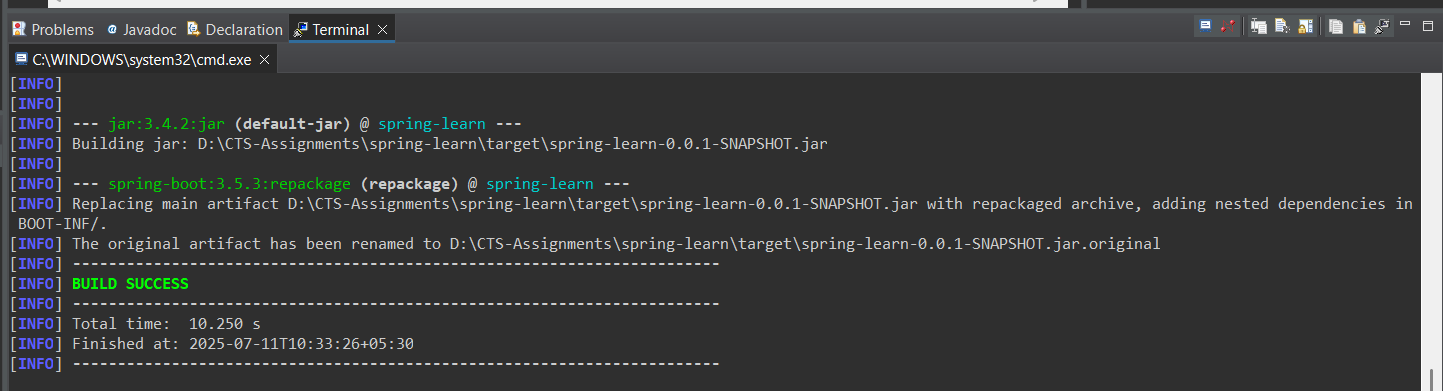 Problems Javadoc Declaration Terminal
C:\WINDOWS\system32\cmd.exe
[INFO]
[INFO]
[INFO] --- jar:3.4.2:jar (default-jar) @ spring-learn ---
[INFO] Building jar: D:\CTS-Assignments\spring-learn\target\spring-learn-0.0.1-SNAPSHOT.jar
[INFO]
[INFO] --- spring-boot:3.5.3:repackage (repackage) @ spring-learn ---
[INFO] Replacing main artifact D:\CTS-Assignments\spring-learn\target\spring-learn-0.0.1-SNAPSHOT.jar with repackaged archive, adding nested dependencies in
BOOT-INF/.
[INFO] The original artifact has been renamed to D:\CTS-Assignments\spring-learn\target\spring-learn-0.0.1-SNAPSHOT.jar.original
[INFO] ------------------------------------------------------------------------
[INFO] BUILD SUCCESS
[INFO] ------------------------------------------------------------------------
[INFO] Total time:  10.250 s
[INFO] Finished at: 2025-07-11T10:33:26+05:30
[INFO] ------------------------------------------------------------------------